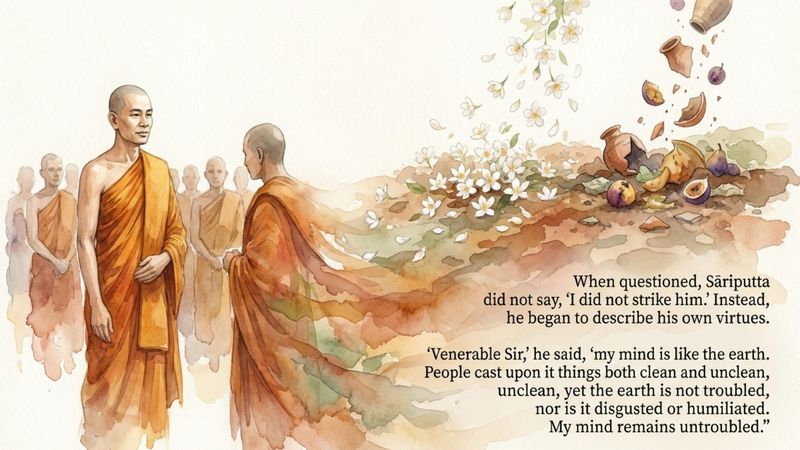 When questioned, Sāriputta
did not say, ‘I did not strike him.’ Instead,
he began to describe his own virtues.
‘Venerable Sir,’ he said, ‘my mind is like the earth.
People cast upon it things both clean and unclean,
unclean, yet the earth is not troubled,
nor is it disgusted or humiliated.
My mind remains untroubled.”